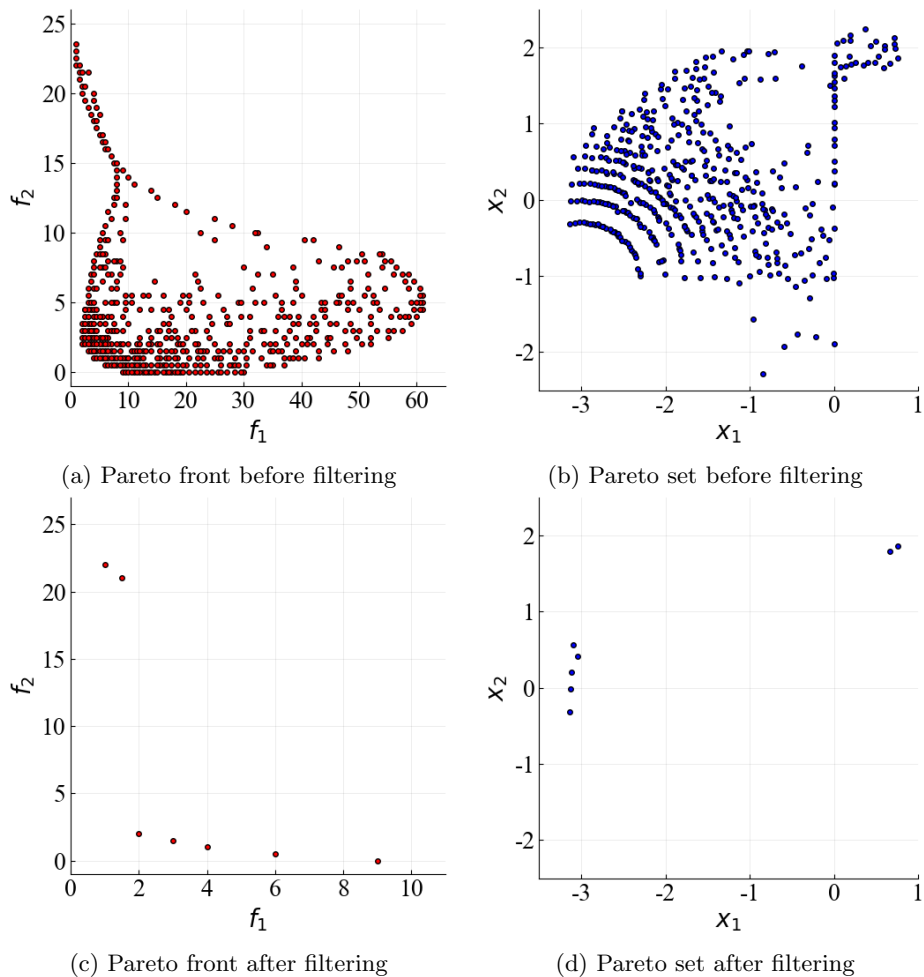 25
20
15
10
5
0
f₂
0 10 20 30 40 50 60
f₁
2
1
0
-1
-2
x₂
-3 -2 -1 0 1
x₁
(a) Pareto front before filtering
(b) Pareto set before filtering
25
20
15
10
5
0
f₂
0 2 4 6 8 10
f₁
2
1
0
-1
-2
x₂
-3 -2 -1 0 1
x₁
(c) Pareto front after filtering
(d) Pareto set after filtering